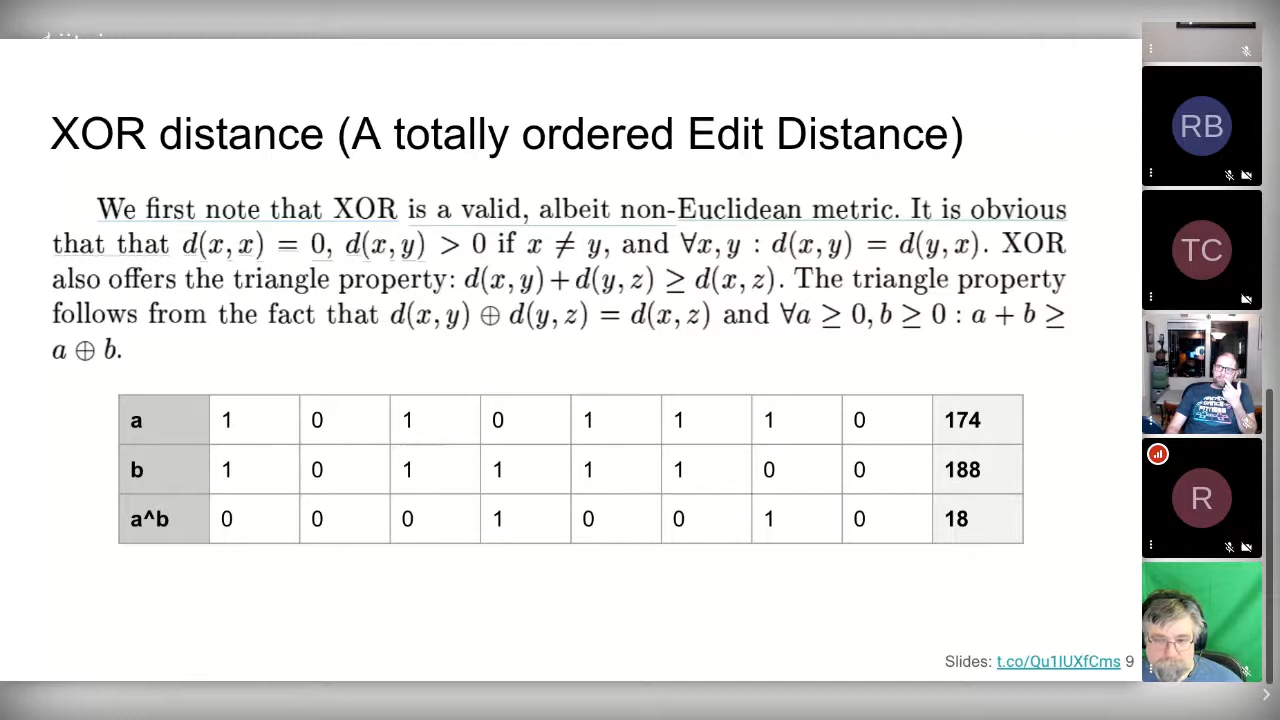 XOR distance (A totally ordered Edit Distance)
We first note that XOR is a valid, albeit non-Euclidean metric. It is obvious
that that d(x, x) = 0, d(x, y) > 0 if x ≠ y, and ∀x, y : d(x, y) = d(y, x). XOR
also offers the triangle property: d(x, y)+d(y, z) ≥ d(x, z). The triangle property
follows from the fact that d(x, y) ⊕ d(y, z) = d(x, z) and ∀a ≥ 0, b ≥ 0 : a + b ≥
a ⊕ b.
a 1 0 1 0 1 1 1 0 174
b 1 0 1 1 1 1 0 0 188
a^b 0 0 0 1 0 0 1 0 18
Slides: t.co/Qu1IUXfCms 9
RB
TC
R